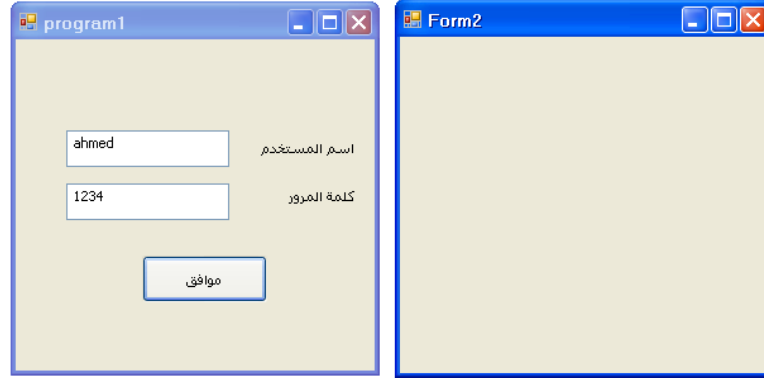 program1
Form2
ahmed
اسم المستخدم
1234
كلمة المرور
موافق